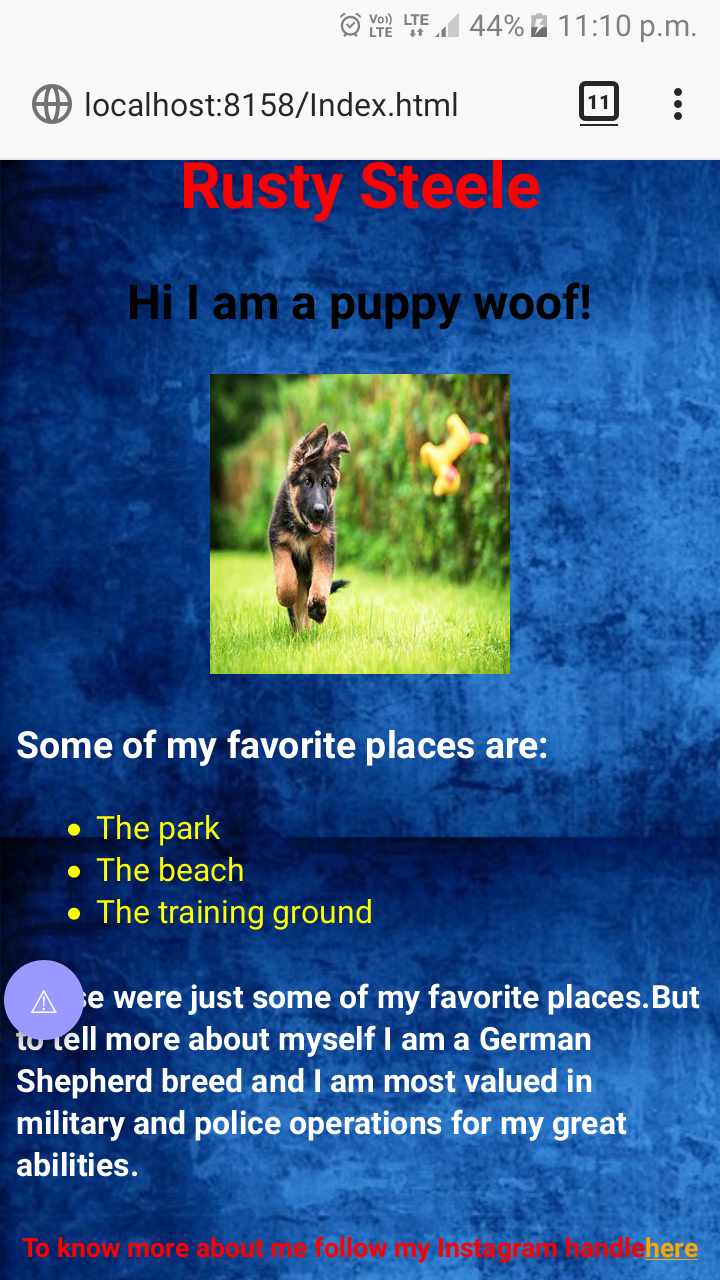 Vo)) LTE LTE 44% 11:10 p.m.
localhost:8158/Index.html 11
Rusty Steele
Hi I am a puppy woof!
Some of my favorite places are:
• The park
• The beach
• The training ground
se were just some of my favorite places.But
to tell more about myself I am a German
Shepherd breed and I am most valued in
military and police operations for my great
abilities.
To know more about me follow my Instagram handlehere